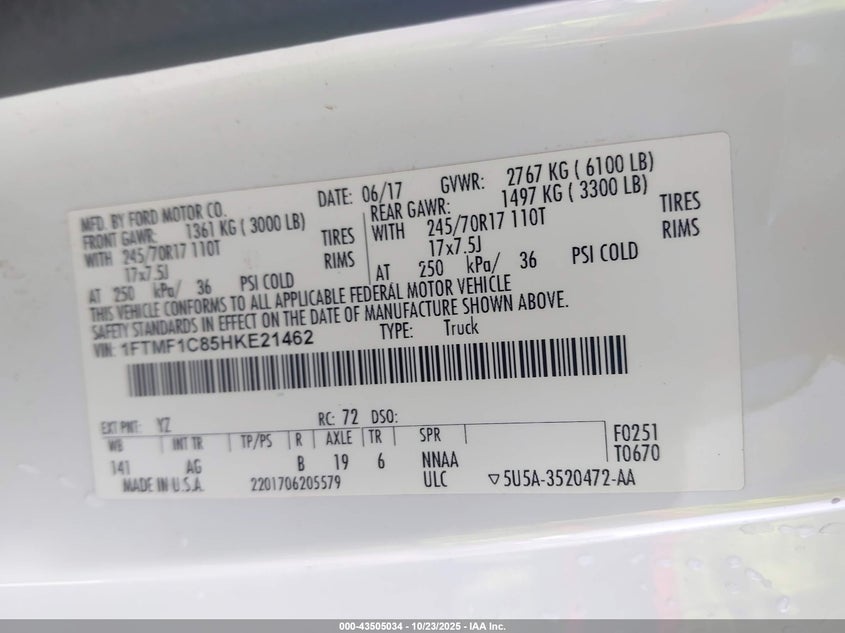 MFD. BY FORD MOTOR CO. DATE: 06/17 GVWR: 2767 KG ( 6100 LB)
FRONT GAWR: 1361 KG ( 3000 LB) REAR GAWR: 1497 KG ( 3300 LB)
WITH 245/70R17 110T TIRES WITH 245/70R17 110T TIRES
17x7.5J RIMS 17x7.5J RIMS
AT 250 kPa/ 36 PSI COLD AT 250 kPa/ 36 PSI COLD
THIS VEHICLE CONFORMS TO ALL APPLICABLE FEDERAL MOTOR VEHICLE
SAFETY STANDARDS IN EFFECT ON THE DATE OF MANUFACTURE SHOWN ABOVE.
VIN: 1FTMF1C85HKE21462 TYPE: Truck
EXT PNT: YZ RC: 72 DSO:
WB INT TR TP/PS R AXLE TR SPR F0251
141 AG B 19 6 NNAA T0670
MADE IN U.S.A. 2201706205579 ULC ▽5U5A-3520472-AA
000-43505034 - 10/23/2025 - IAA Inc.